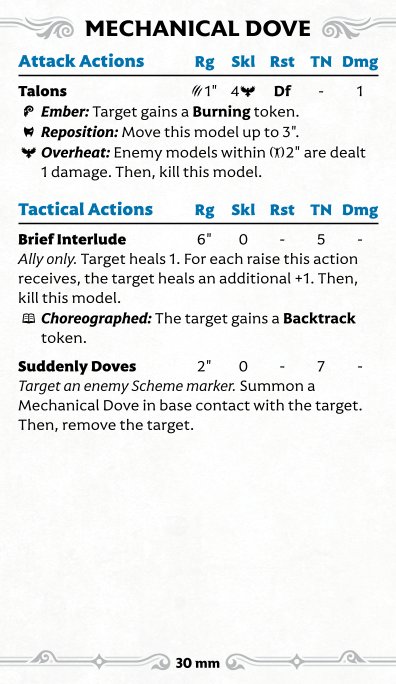 MECHANICAL DOVE
Attack Actions Rg Skl Rst TN Dmg
Talons 1" 4 Df - 1
Ember: Target gains a Burning token.
Reposition: Move this model up to 3".
Overheat: Enemy models within 2" are dealt
1 damage. Then, kill this model.
Tactical Actions Rg Skl Rst TN Dmg
Brief Interlude 6" 0 - 5 -
Ally only. Target heals 1. For each raise this action
receives, the target heals an additional +1. Then,
kill this model.
Choreographed: The target gains a Backtrack
token.
Suddenly Doves 2" 0 - 7 -
Target an enemy Scheme marker. Summon a
Mechanical Dove in base contact with the target.
Then, remove the target.
30 mm